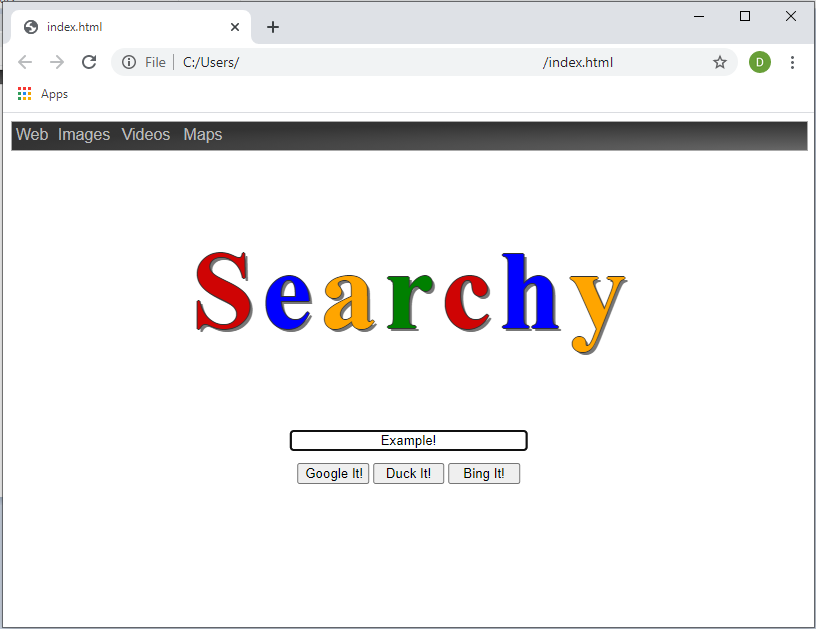 index.html
File C:/Users/ /index.html
D
Apps
Web Images Videos Maps
Searchy
Example!
Google It! Duck It! Bing It!